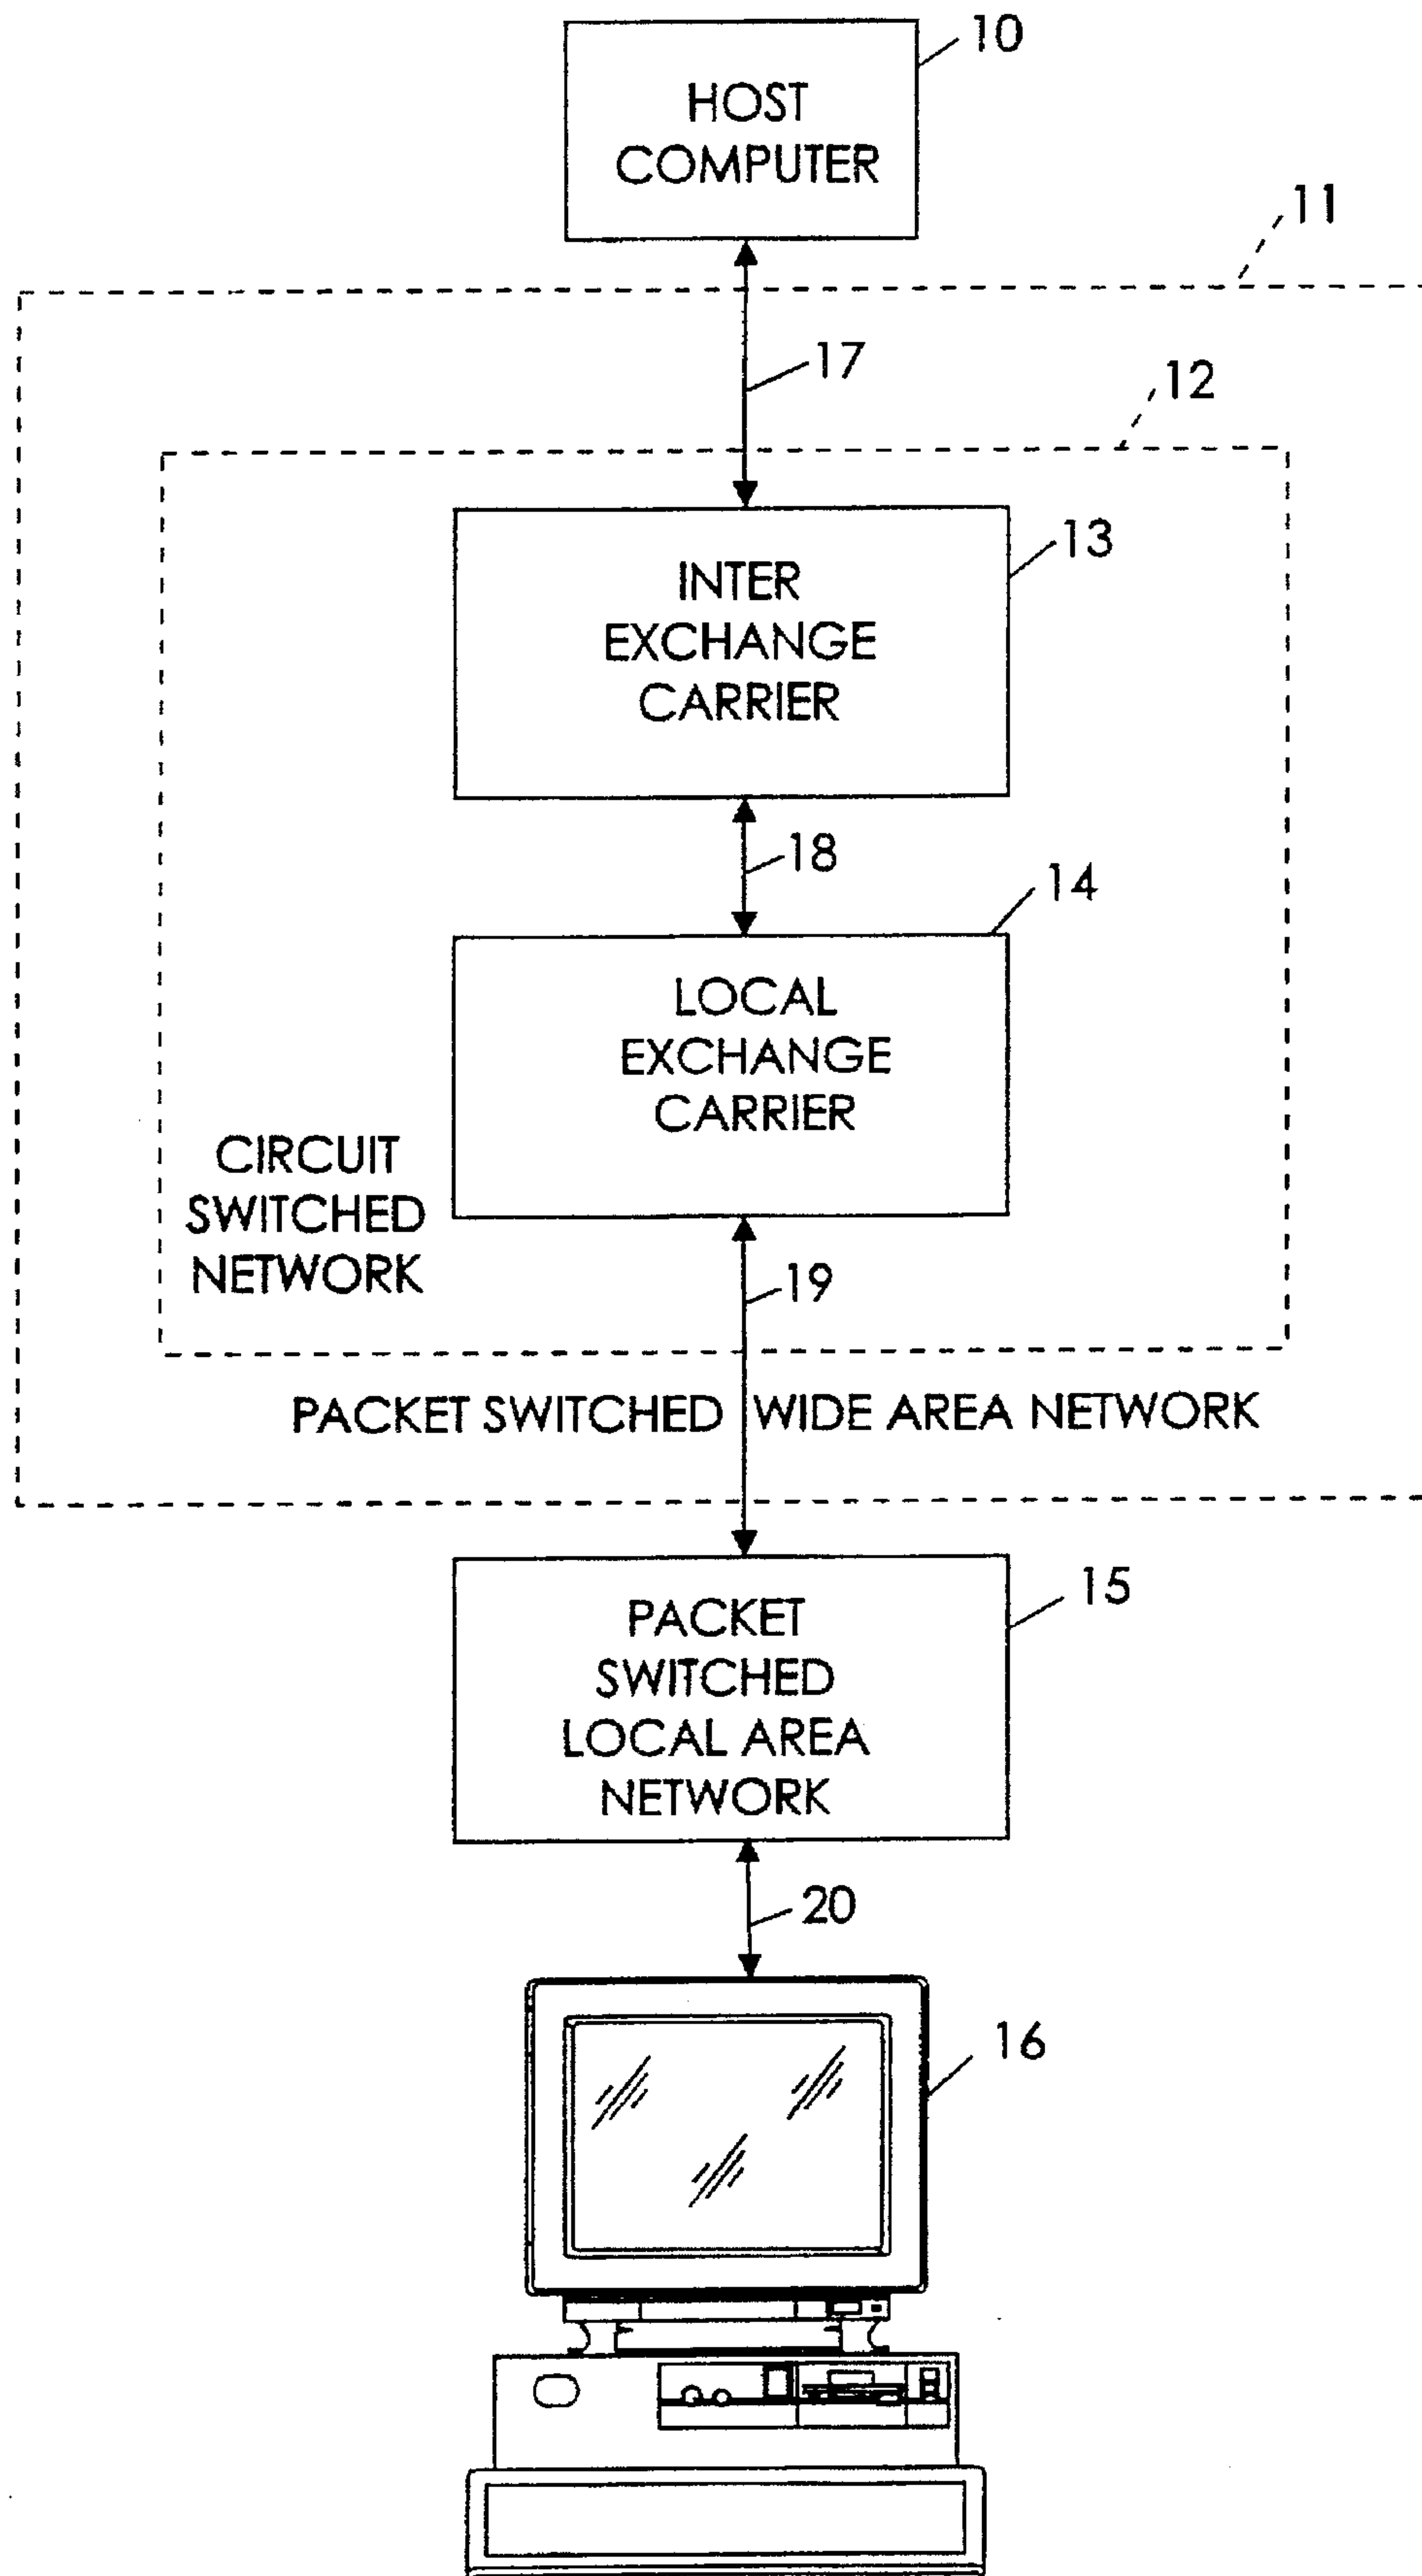 10
HOST
COMPUTER
11
17
12
13
INTER
EXCHANGE
CARRIER
18
14
LOCAL
EXCHANGE
CARRIER
CIRCUIT
SWITCHED
NETWORK
19
PACKET SWITCHED WIDE AREA NETWORK
15
PACKET
SWITCHED
LOCAL AREA
NETWORK
20
16